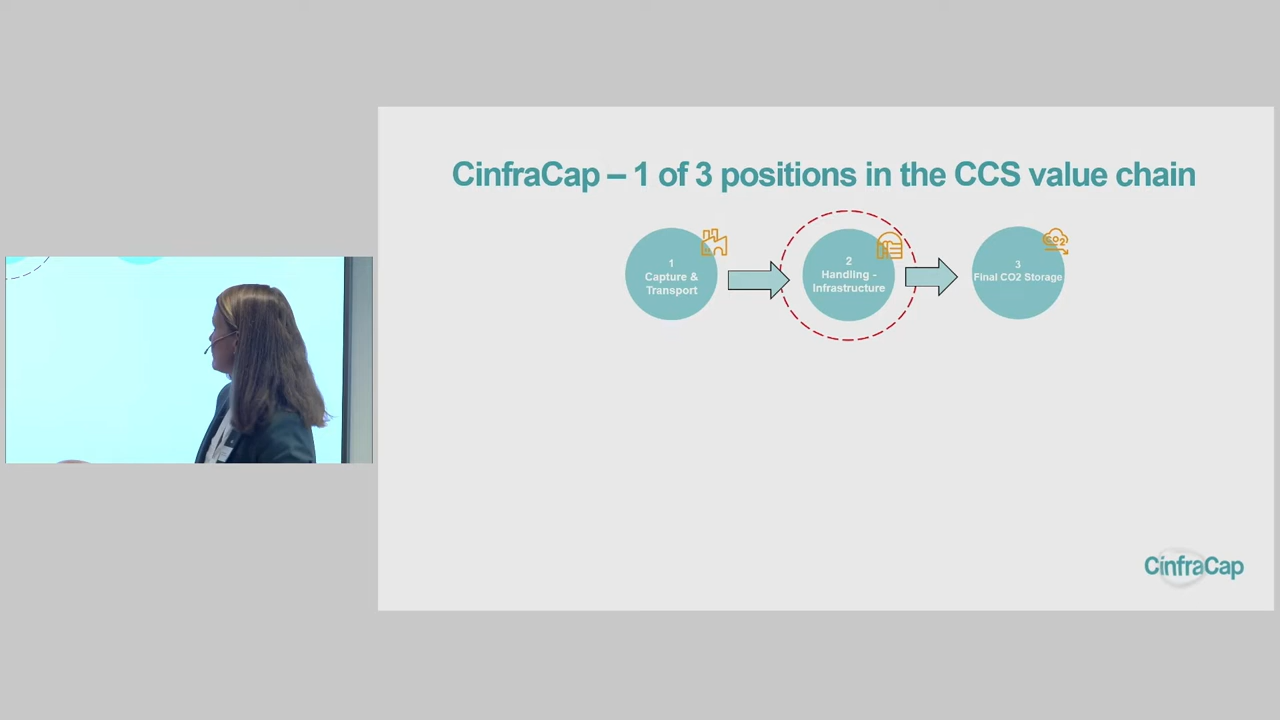 CinfraCap – 1 of 3 positions in the CCS value chain
1
Capture &
Transport
2
Handling -
Infrastructure
3
Final CO2 Storage
CO2
CinfraCap